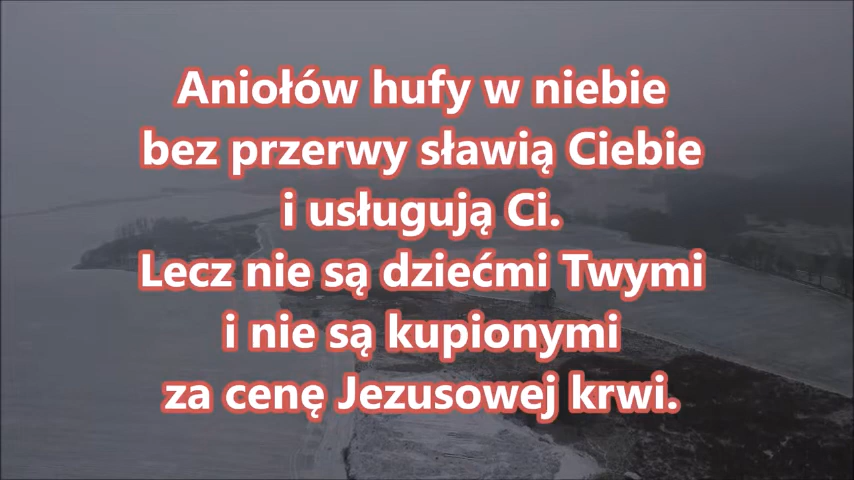 Aniołów hufy w niebie
bez przerwy sławią Ciebie
i usługują Ci.
Lecz nie są dziećmi Twymi
i nie są kupionymi
za cenę Jezusowej krwi.